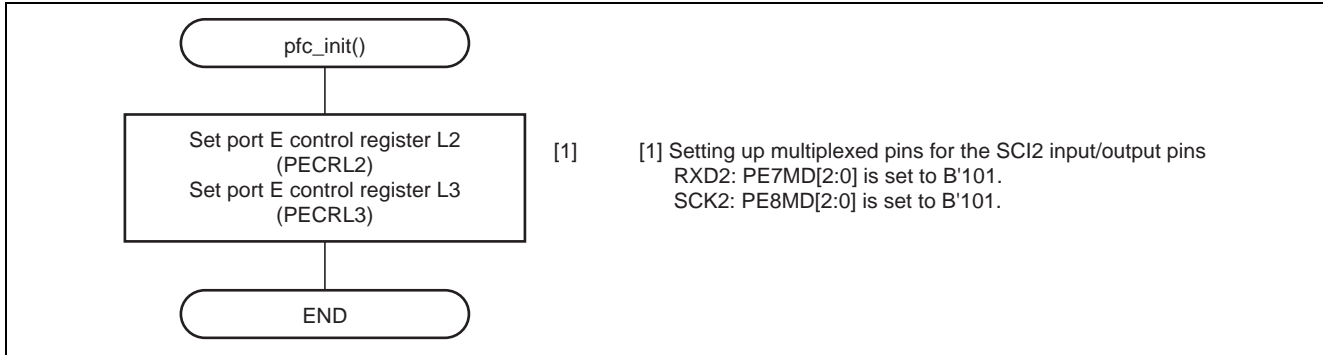 pfc_init()
Set port E control register L2
(PECRL2)
Set port E control register L3
(PECRL3)
[1]
[1] Setting up multiplexed pins for the SCI2 input/output pins
RXD2: PE7MD[2:0] is set to B'101.
SCK2: PE8MD[2:0] is set to B'101.
END